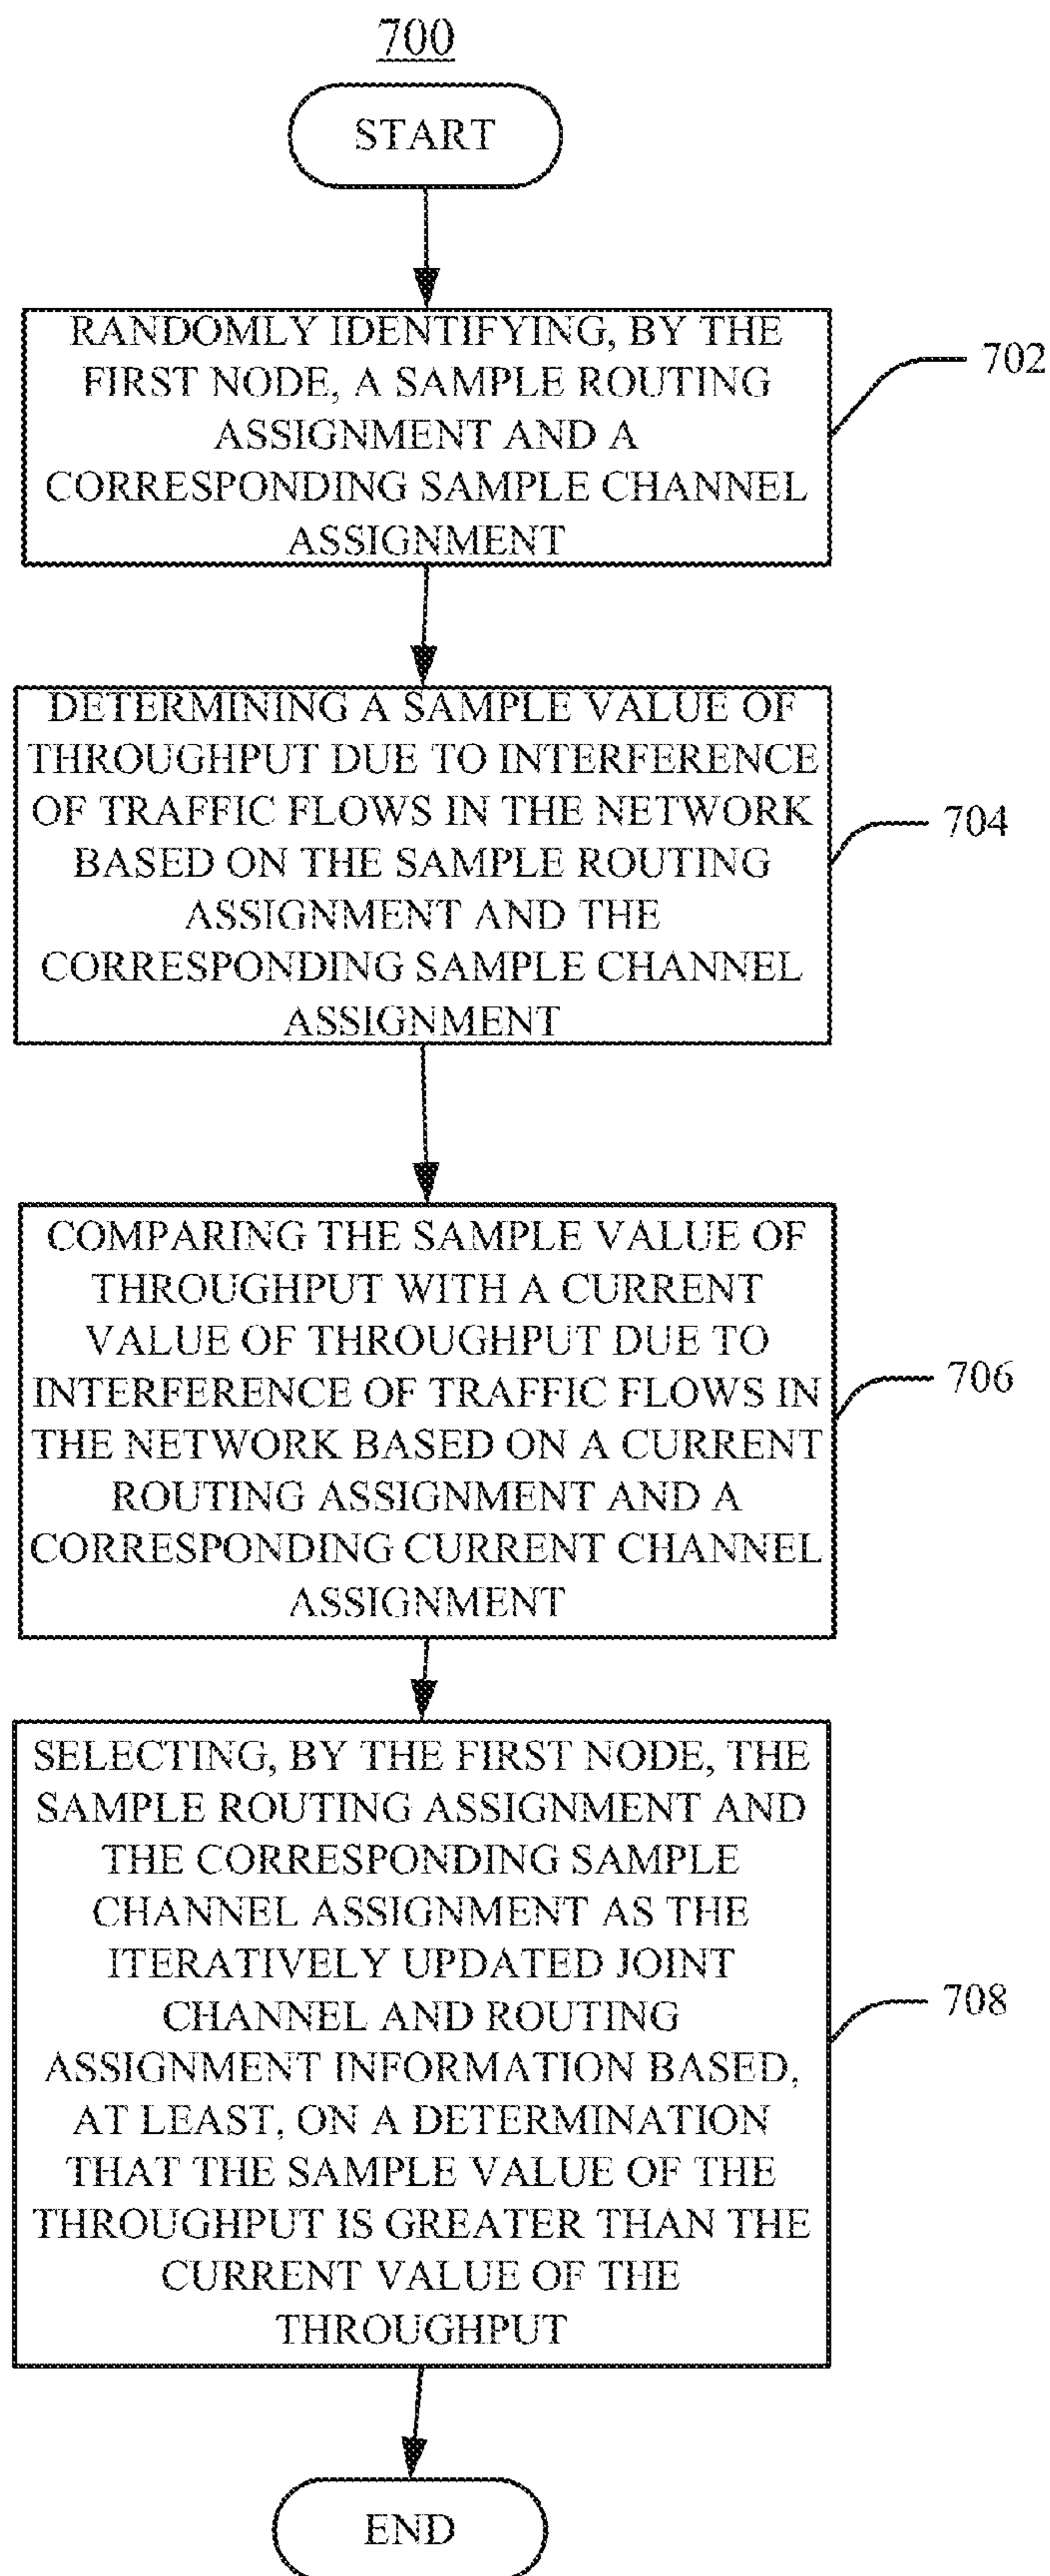 700
START
RANDOMLY IDENTIFYING, BY THE
FIRST NODE, A SAMPLE ROUTING
ASSIGNMENT AND A
CORRESPONDING SAMPLE CHANNEL
ASSIGNMENT
702
DETERMINING A SAMPLE VALUE OF
THROUGHPUT DUE TO INTERFERENCE
OF TRAFFIC FLOWS IN THE NETWORK
BASED ON THE SAMPLE ROUTING
ASSIGNMENT AND THE
CORRESPONDING SAMPLE CHANNEL
ASSIGNMENT
704
COMPARING THE SAMPLE VALUE OF
THROUGHPUT WITH A CURRENT
VALUE OF THROUGHPUT DUE TO
INTERFERENCE OF TRAFFIC FLOWS IN
THE NETWORK BASED ON A CURRENT
ROUTING ASSIGNMENT AND A
CORRESPONDING CURRENT CHANNEL
ASSIGNMENT
706
SELECTING, BY THE FIRST NODE, THE
SAMPLE ROUTING ASSIGNMENT AND
THE CORRESPONDING SAMPLE
CHANNEL ASSIGNMENT AS THE
ITERATIVELY UPDATED JOINT
CHANNEL AND ROUTING
ASSIGNMENT INFORMATION BASED,
AT LEAST, ON A DETERMINATION
THAT THE SAMPLE VALUE OF THE
THROUGHPUT IS GREATER THAN THE
CURRENT VALUE OF THE
THROUGHPUT
708
END